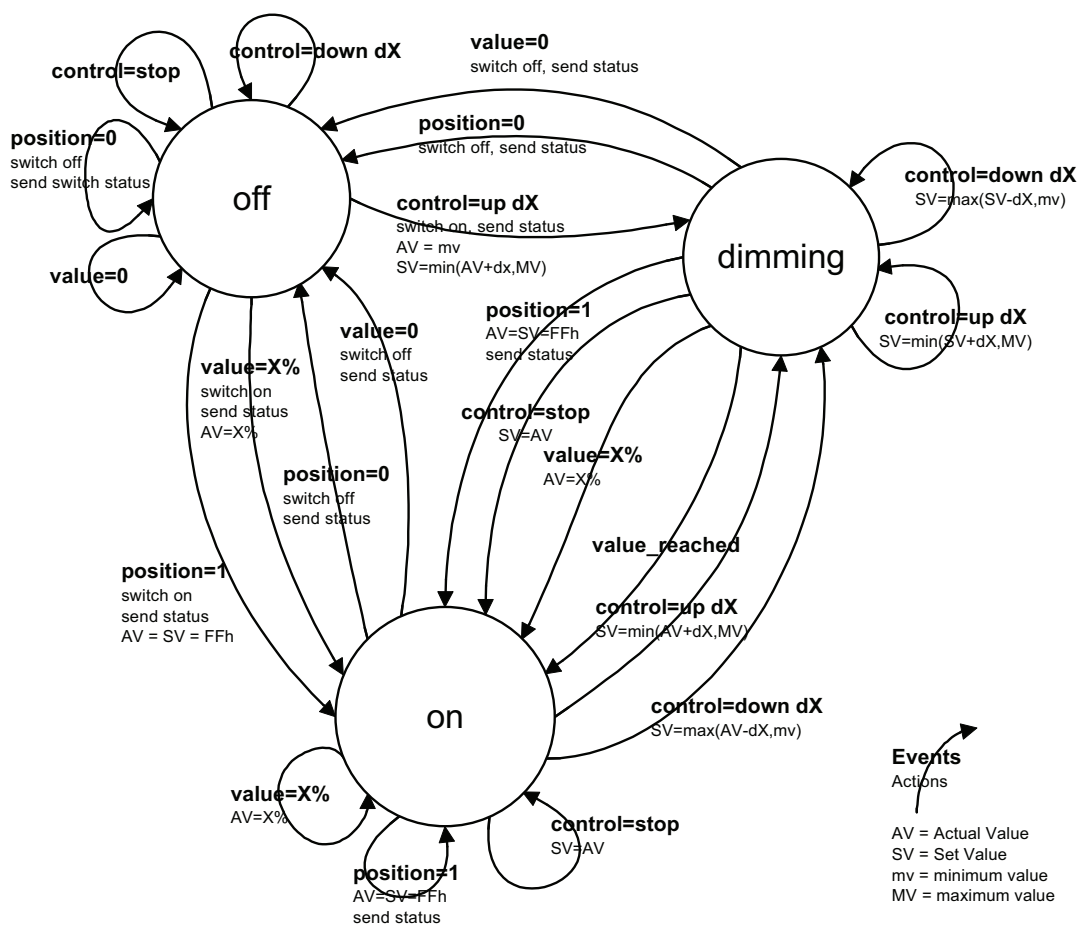 control=down dX
control=stop
value=0
switch off, send status
position=0
switch off
send switch status
position=0
switch off, send status
off
control=up dX
switch on, send status
AV = mv
SV=min(AV+dx,MV)
control=down dX
SV=max(SV-dX,mv)
dimming
value=0
control=up dX
SV=min(SV+dX,MV)
position=1
AV=SV=FFh
send status
value=0
switch off
send status
value=X%
switch on
send status
AV=X%
control=stop
SV=AV
value=X%
AV=X%
position=0
switch off
send status
value_reached
position=1
switch on
send status
AV = SV = FFh
control=up dX
SV=min(AV+dX,MV)
on
control=down dX
SV=max(AV-dX,mv)
value=X%
AV=X%
control=stop
SV=AV
position=1
AV=SV=FFh
send status
Events
Actions
AV = Actual Value
SV = Set Value
mv = minimum value
MV = maximum value